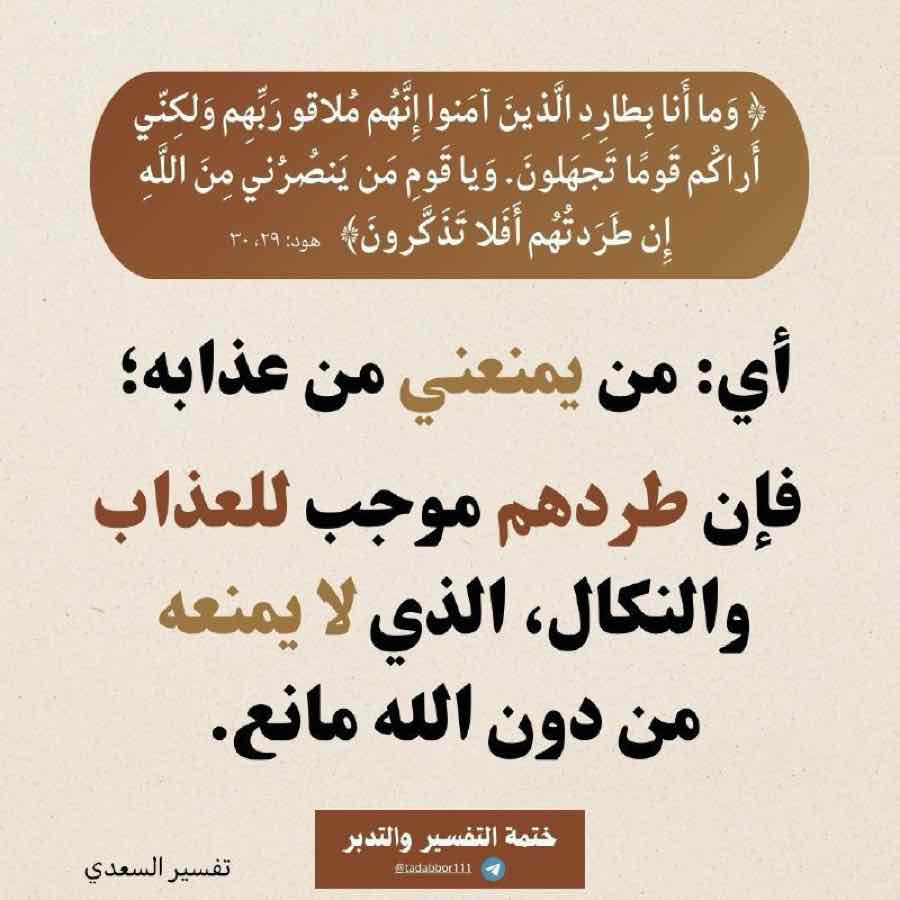 ﴿ وَما أَنا بِطارِدِ الَّذينَ آمَنوا إِنَّهُم مُلاقو رَبِّهِم وَلكِنّي
أَراكُم قَومًا تَجهَلونَ. وَيا قَومِ مَن يَنصُرُني مِنَ اللَّهِ
إِن طَرَدتُهُم أَفَلا تَذَكَّرونَ﴾ هود: ٢٩، ٣٠
أي: من يمنعني من عذابه؛
فإن طردهم موجب للعذاب
والنكال، الذي لا يمنعه
من دون الله مانع.
ختمة التفسير والتدبر
@tadabbor111
تفسير السعدي